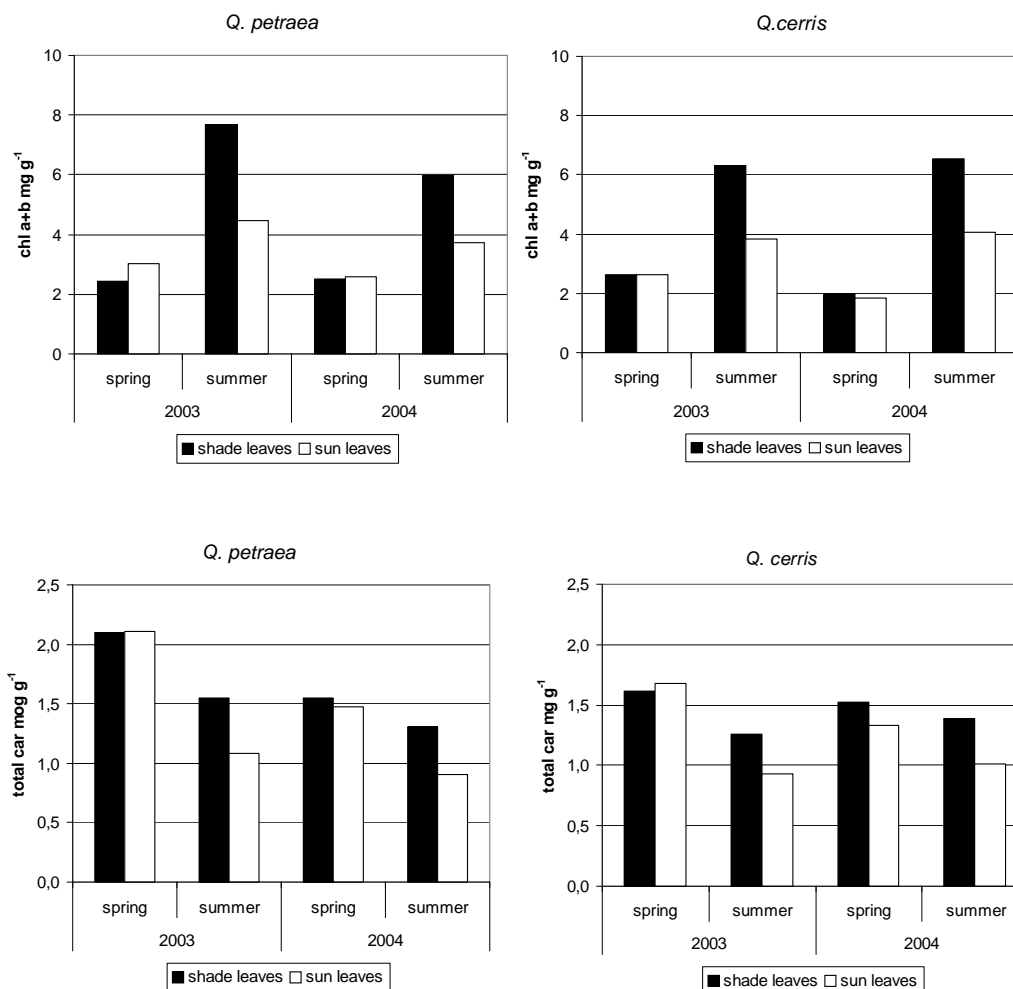 Q. petraea
10
8
6
4
2
0
chl a+b mg g-1
spring summer spring summer
2003 2004
shade leaves sun leaves
Q.cerris
10
8
6
4
2
0
chl a+b mg g-1
spring summer spring summer
2003 2004
shade leaves sun leaves
Q. petraea
2,5
2,0
1,5
1,0
0,5
0,0
total car mog g-1
spring summer spring summer
2003 2004
shade leaves sun leaves
Q. cerris
2,5
2,0
1,5
1,0
0,5
0,0
total car mg g-1
spring summer spring summer
2003 2004
shade leaves sun leaves